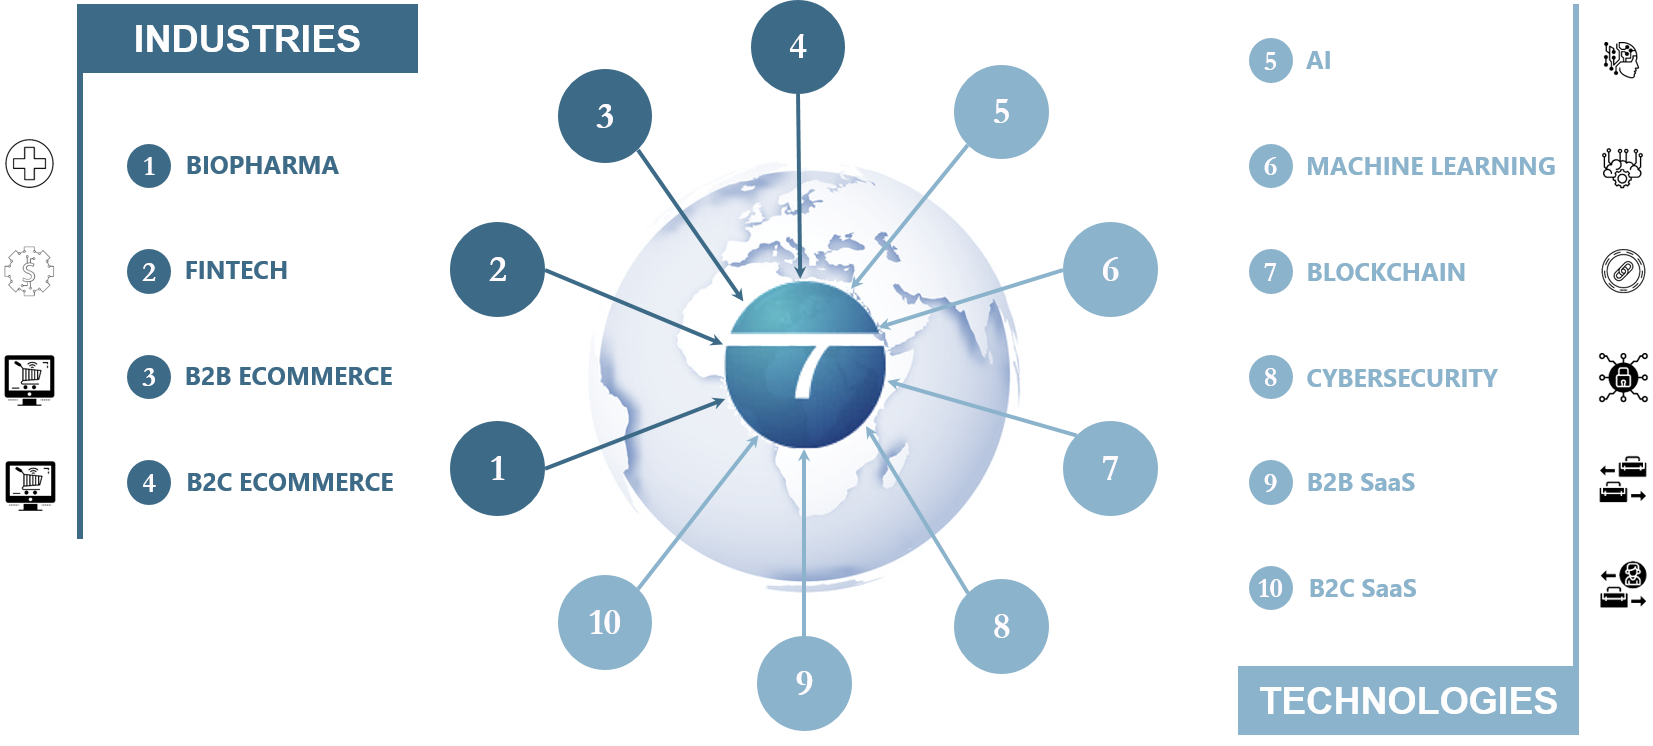 INDUSTRIES
1 BIOPHARMA
2 FINTECH
3 B2B ECOMMERCE
4 B2C ECOMMERCE
4
3
5
2
6
7
1
7
10
8
9
5 AI
6 MACHINE LEARNING
7 BLOCKCHAIN
8 CYBERSECURITY
9 B2B SaaS
10 B2C SaaS
TECHNOLOGIES